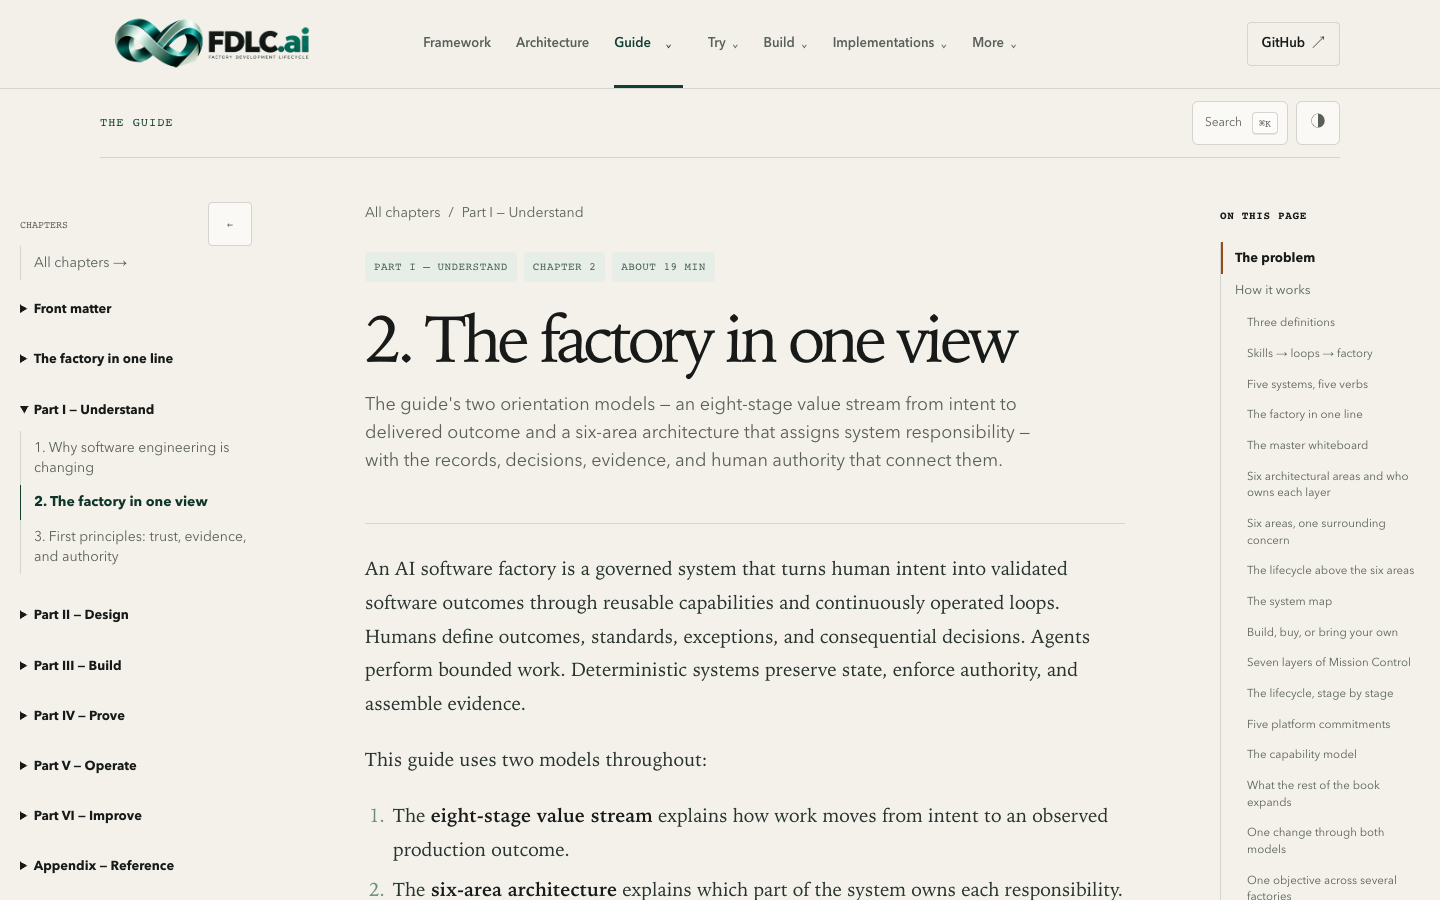 FDLC.ai
FACTORY DEVELOPMENT LIFECYCLE
Framework
Architecture
Guide
Try
Build
Implementations
More
GitHub ↗
THE GUIDE
Search ⌘K
CHAPTERS
←
All chapters →
Front matter
The factory in one line
Part I — Understand
1. Why software engineering is
changing
2. The factory in one view
3. First principles: trust, evidence,
and authority
Part II — Design
Part III — Build
Part IV — Prove
Part V — Operate
Part VI — Improve
Appendix — Reference
All chapters / Part I — Understand
PART I — UNDERSTAND
CHAPTER 2
ABOUT 19 MIN
2. The factory in one view
The guide's two orientation models — an eight-stage value stream from intent to
delivered outcome and a six-area architecture that assigns system responsibility —
with the records, decisions, evidence, and human authority that connect them.
An AI software factory is a governed system that turns human intent into validated
software outcomes through reusable capabilities and continuously operated loops.
Humans define outcomes, standards, exceptions, and consequential decisions. Agents
perform bounded work. Deterministic systems preserve state, enforce authority, and
assemble evidence.
This guide uses two models throughout:
1. The eight-stage value stream explains how work moves from intent to an observed
production outcome.
2. The six-area architecture explains which part of the system owns each responsibility.
ON THIS PAGE
The problem
How it works
Three definitions
Skills → loops → factory
Five systems, five verbs
The factory in one line
The master whiteboard
Six architectural areas and who
owns each layer
Six areas, one surrounding
concern
The lifecycle above the six areas
The system map
Build, buy, or bring your own
Seven layers of Mission Control
The lifecycle, stage by stage
Five platform commitments
The capability model
What the rest of the book
expands
One change through both
models
One objective across several
factories